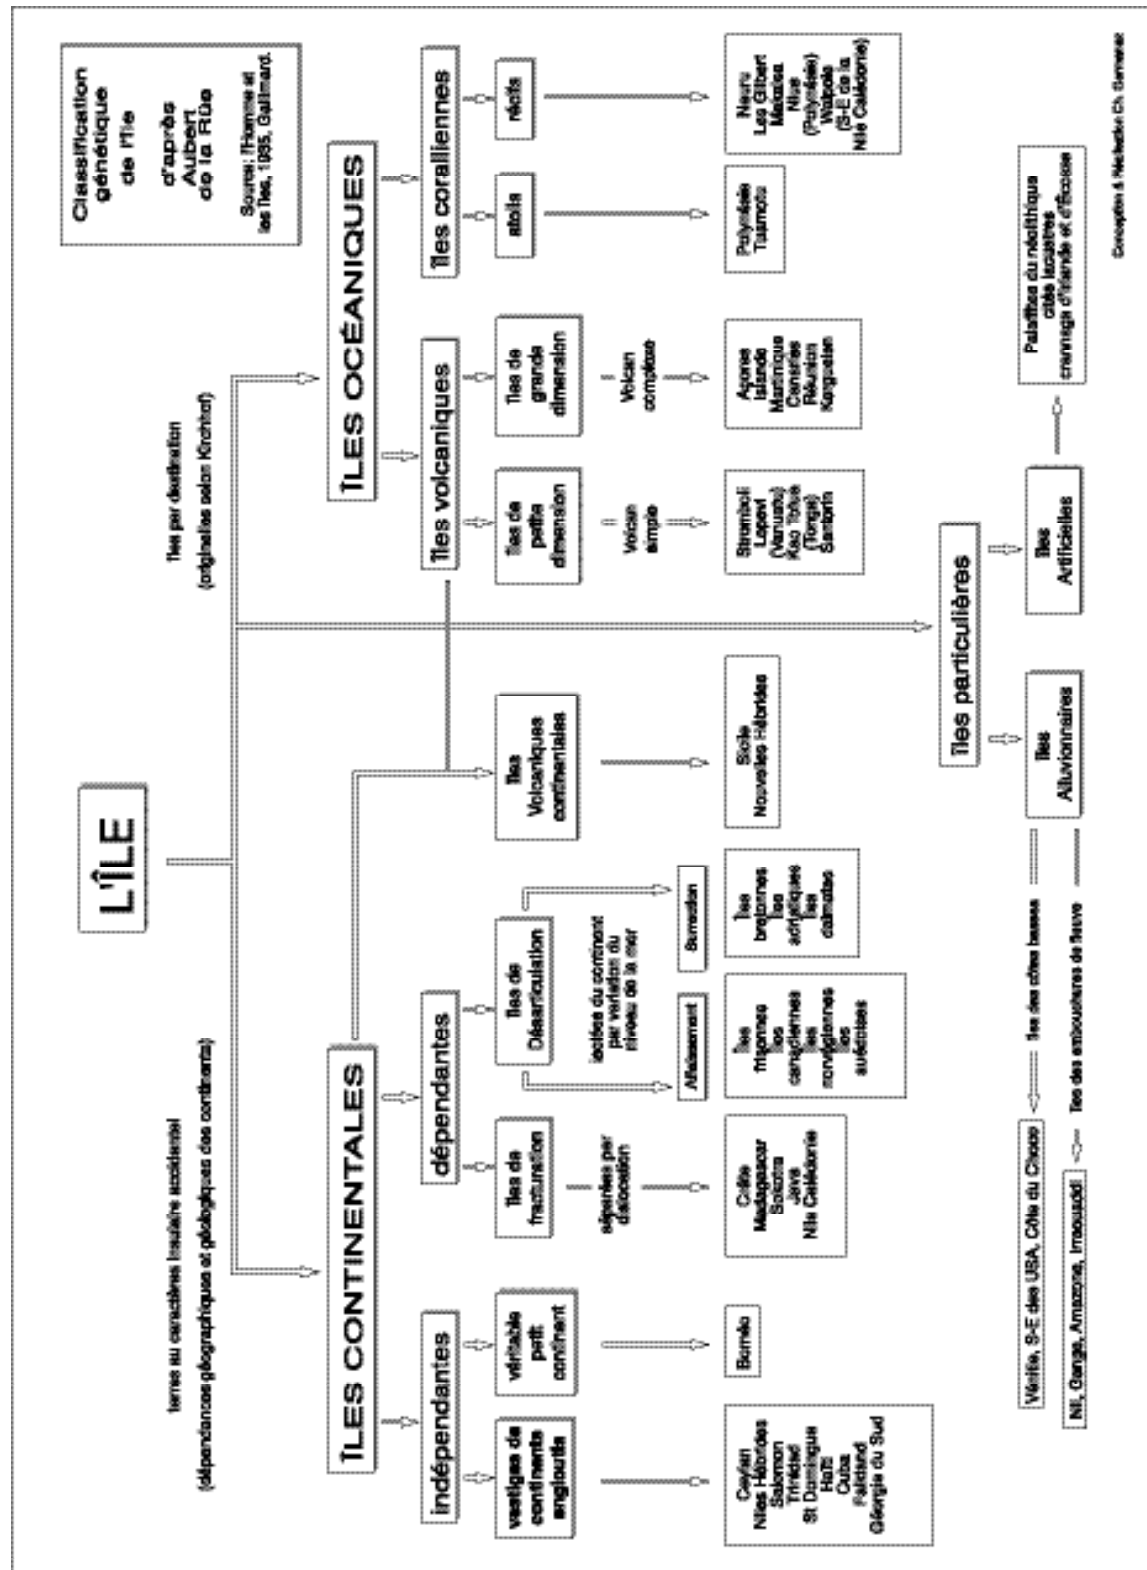 L'ÎLE
Classification
génétique
de l'île
d'après
Aubert
de la Rüe
Source: l'Homme et
les îles, 1935, Gallimard.
terres au caractères insulaire accidentel
(dépendances géographiques et géologiques des continents)
îles par destination
(originelles selon Kirchhof)
ÎLES CONTINENTALES
ÎLES OCÉANIQUES
indépendantes
dépendantes
îles volcaniques
îles coralliennes
vestiges de
continents
engloutis
véritable
petit
continent
îles de
fracturation
îles de
Désarticulation
îles
Volcaniques
continentales
îles de
petite
dimension
îles de
grande
dimension
atolls
récifs
séparées par
dislocation
isolées du continent
par variation du
niveau de la mer
Volcan
simple
Volcan
complexe
Affaissement
Surrection
Ceylan
Nlles Hébrides
Salomon
Trinidad
St Domingue
Haïti
Cuba
Falkland
Géorgie du Sud
Bornéo
Crète
Madagascar
Sokotra
Java
Nlle Calédonie
îles
frisonnes
îles
canadiennes
îles
norvégiennes
îles
suédoises
îles
bretonnes
îles
adriatiques
îles
dalmates
Sicile
Nouvelles Hébrides
Stromboli
Lopevi
(Vanuatu)
Kao Tofua
(Tonga)
Santorin
Açores
Islande
Martinique
Canaries
Réunion
Kerguelen
Polynésie
Tuamotu
Nauru
Les Gilbert
Makatea
Niue
(Polynésie)
Walpole
(S-E de la
Nlle Calédonie)
îles particulières
îles
Alluvionnaires
îles
Artificielles
îles des côtes basses
Vénitie, S-E des USA, Côte du Choco
îles des embouchures de fleuve
Nil, Gange, Amazone, Irraouaddi
Palafittes du néolithique
cités lacustres
crannogs d'Irlande et d'Écosse
Conception & Réalisation Ch.